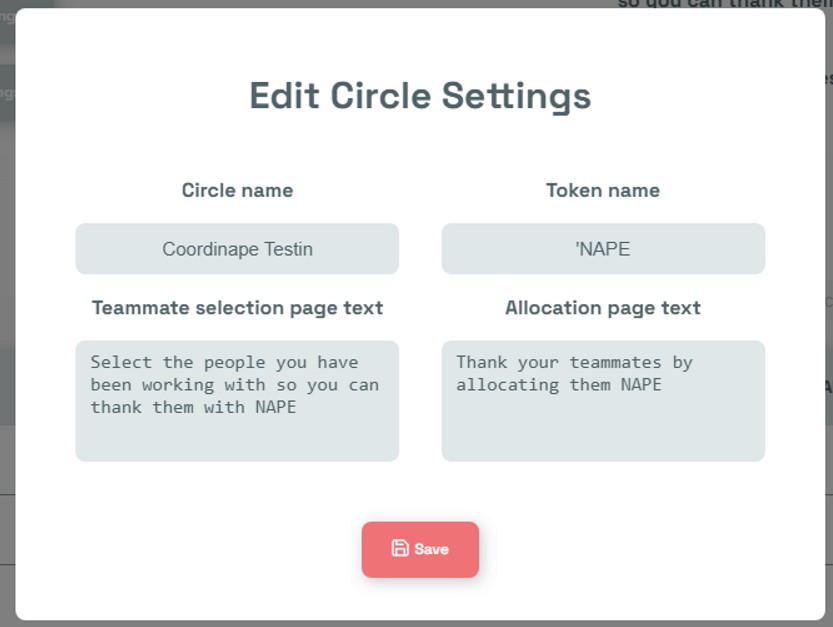 so you can thank them
Edit Circle Settings
Circle name
Token name
Coordinape Testin
'NAPE
Teammate selection page text
Allocation page text
Select the people you have
been working with so you can
thank them with NAPE
Thank your teammates by
allocating them NAPE
Save